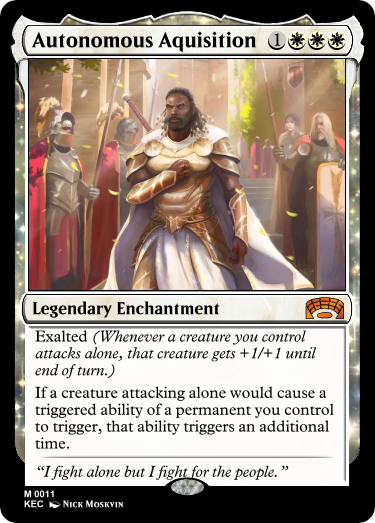 Autonomous Aquisition 1
Legendary Enchantment
Exalted (Whenever a creature you control
attacks alone, that creature gets +1/+1 until
end of turn.)
If a creature attacking alone would cause a
triggered ability of a permanent you control
to trigger, that ability triggers an additional
time.
“I fight alone but I fight for the people.”
M 0011
KEC Nick Moskvin